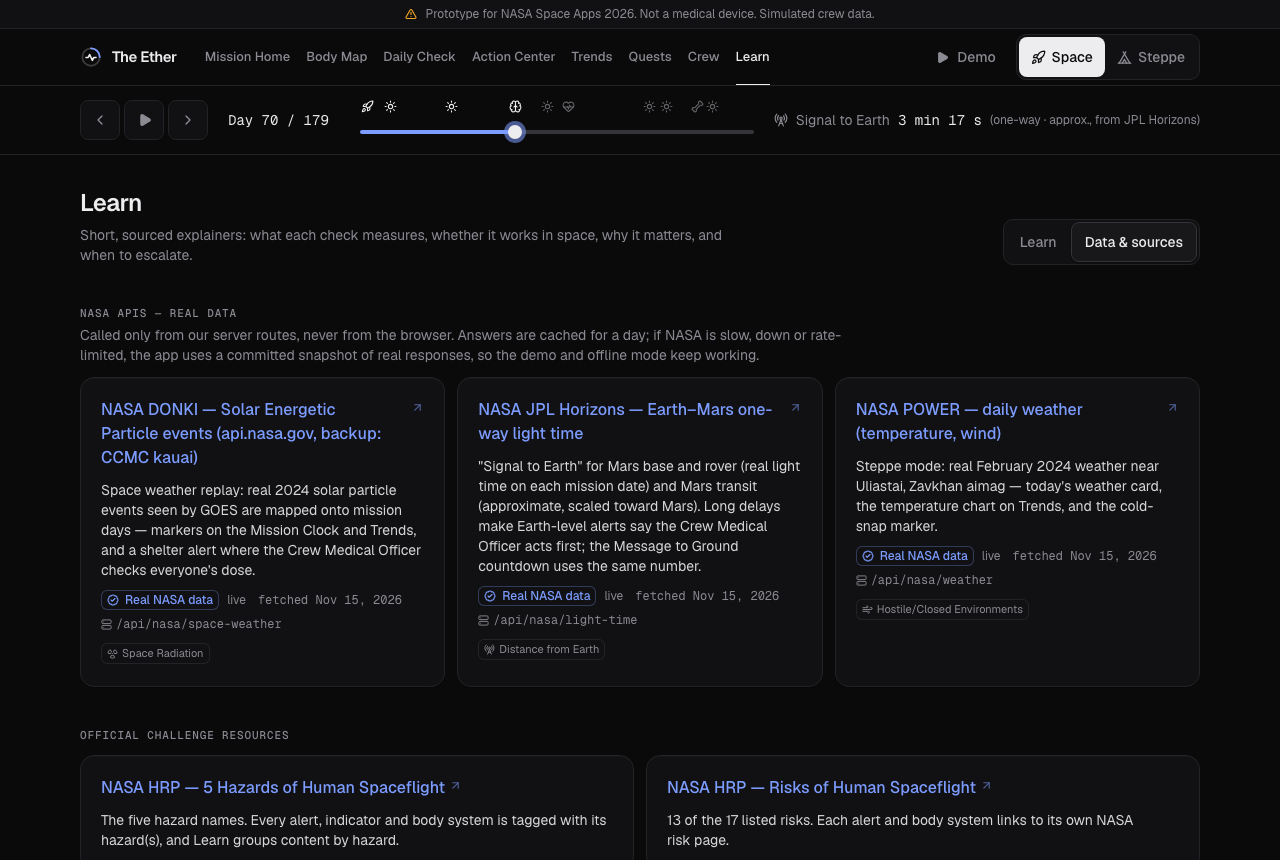 Prototype for NASA Space Apps 2026. Not a medical device. Simulated crew data.
The Ether
Mission Home
Body Map
Daily Check
Action Center
Trends
Quests
Crew
Learn
Demo
Space
Steppe
Day 70 / 179
Signal to Earth 3 min 17 s (one-way · approx., from JPL Horizons)
Learn
Short, sourced explainers: what each check measures, whether it works in space, why it matters, and
when to escalate.
Learn
Data & sources
NASA APIS — REAL DATA
Called only from our server routes, never from the browser. Answers are cached for a day; if NASA is slow, down or rate-
limited, the app uses a committed snapshot of real responses, so the demo and offline mode keep working.
NASA DONKI — Solar Energetic
Particle events (api.nasa.gov, backup:
CCMC kauai)
Space weather replay: real 2024 solar particle
events seen by GOES are mapped onto mission
days — markers on the Mission Clock and Trends,
and a shelter alert where the Crew Medical Officer
checks everyone's dose.
Real NASA data live fetched Nov 15, 2026
/api/nasa/space-weather
Space Radiation
NASA JPL Horizons — Earth–Mars one-
way light time
"Signal to Earth" for Mars base and rover (real light
time on each mission date) and Mars transit
(approximate, scaled toward Mars). Long delays
make Earth-level alerts say the Crew Medical
Officer acts first; the Message to Ground
countdown uses the same number.
Real NASA data live fetched Nov 15, 2026
/api/nasa/light-time
Distance from Earth
NASA POWER — daily weather
(temperature, wind)
Steppe mode: real February 2024 weather near
Uliastai, Zavkhan aimag — today's weather card,
the temperature chart on Trends, and the cold-
snap marker.
Real NASA data live fetched Nov 15, 2026
/api/nasa/weather
Hostile/Closed Environments
OFFICIAL CHALLENGE RESOURCES
NASA HRP — 5 Hazards of Human Spaceflight
The five hazard names. Every alert, indicator and body system is tagged with its
hazard(s), and Learn groups content by hazard.
NASA HRP — Risks of Human Spaceflight
13 of the 17 listed risks. Each alert and body system links to its own NASA
risk page.